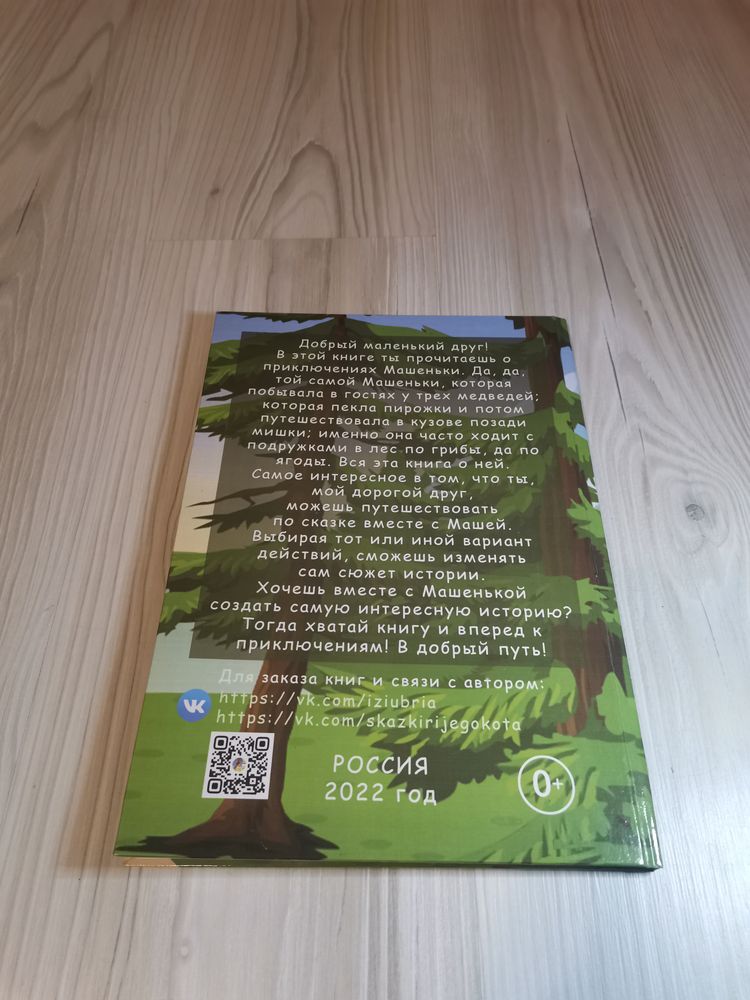 Добрый маленький друг!
В этой книге ты прочитаешь о
приключениях Машеньки. Да, да,
той самой Машеньки, которая
побывала в гостях у трех медведей;
которая пекла пирожки и потом
путешествовала в кузове позади
мишки; именно она часто ходит с
подружками в лес по грибы, да по
ягоды. Вся эта книга о ней.
Самое интересное в том, что ты,
мой дорогой друг,
можешь путешествовать
по сказке вместе с Машей.
Выбирая тот или иной вариант
действий, сможешь изменять
сам сюжет истории.
Хочешь вместе с Машенькой
создать самую интересную историю?
Тогда хватай книгу и вперед к
приключениям! В добрый путь!
Для заказа книг и связи с автором:
https://vk.com/iziubria
https://vk.com/skazkirijegokota
РОССИЯ
2022 год
0+